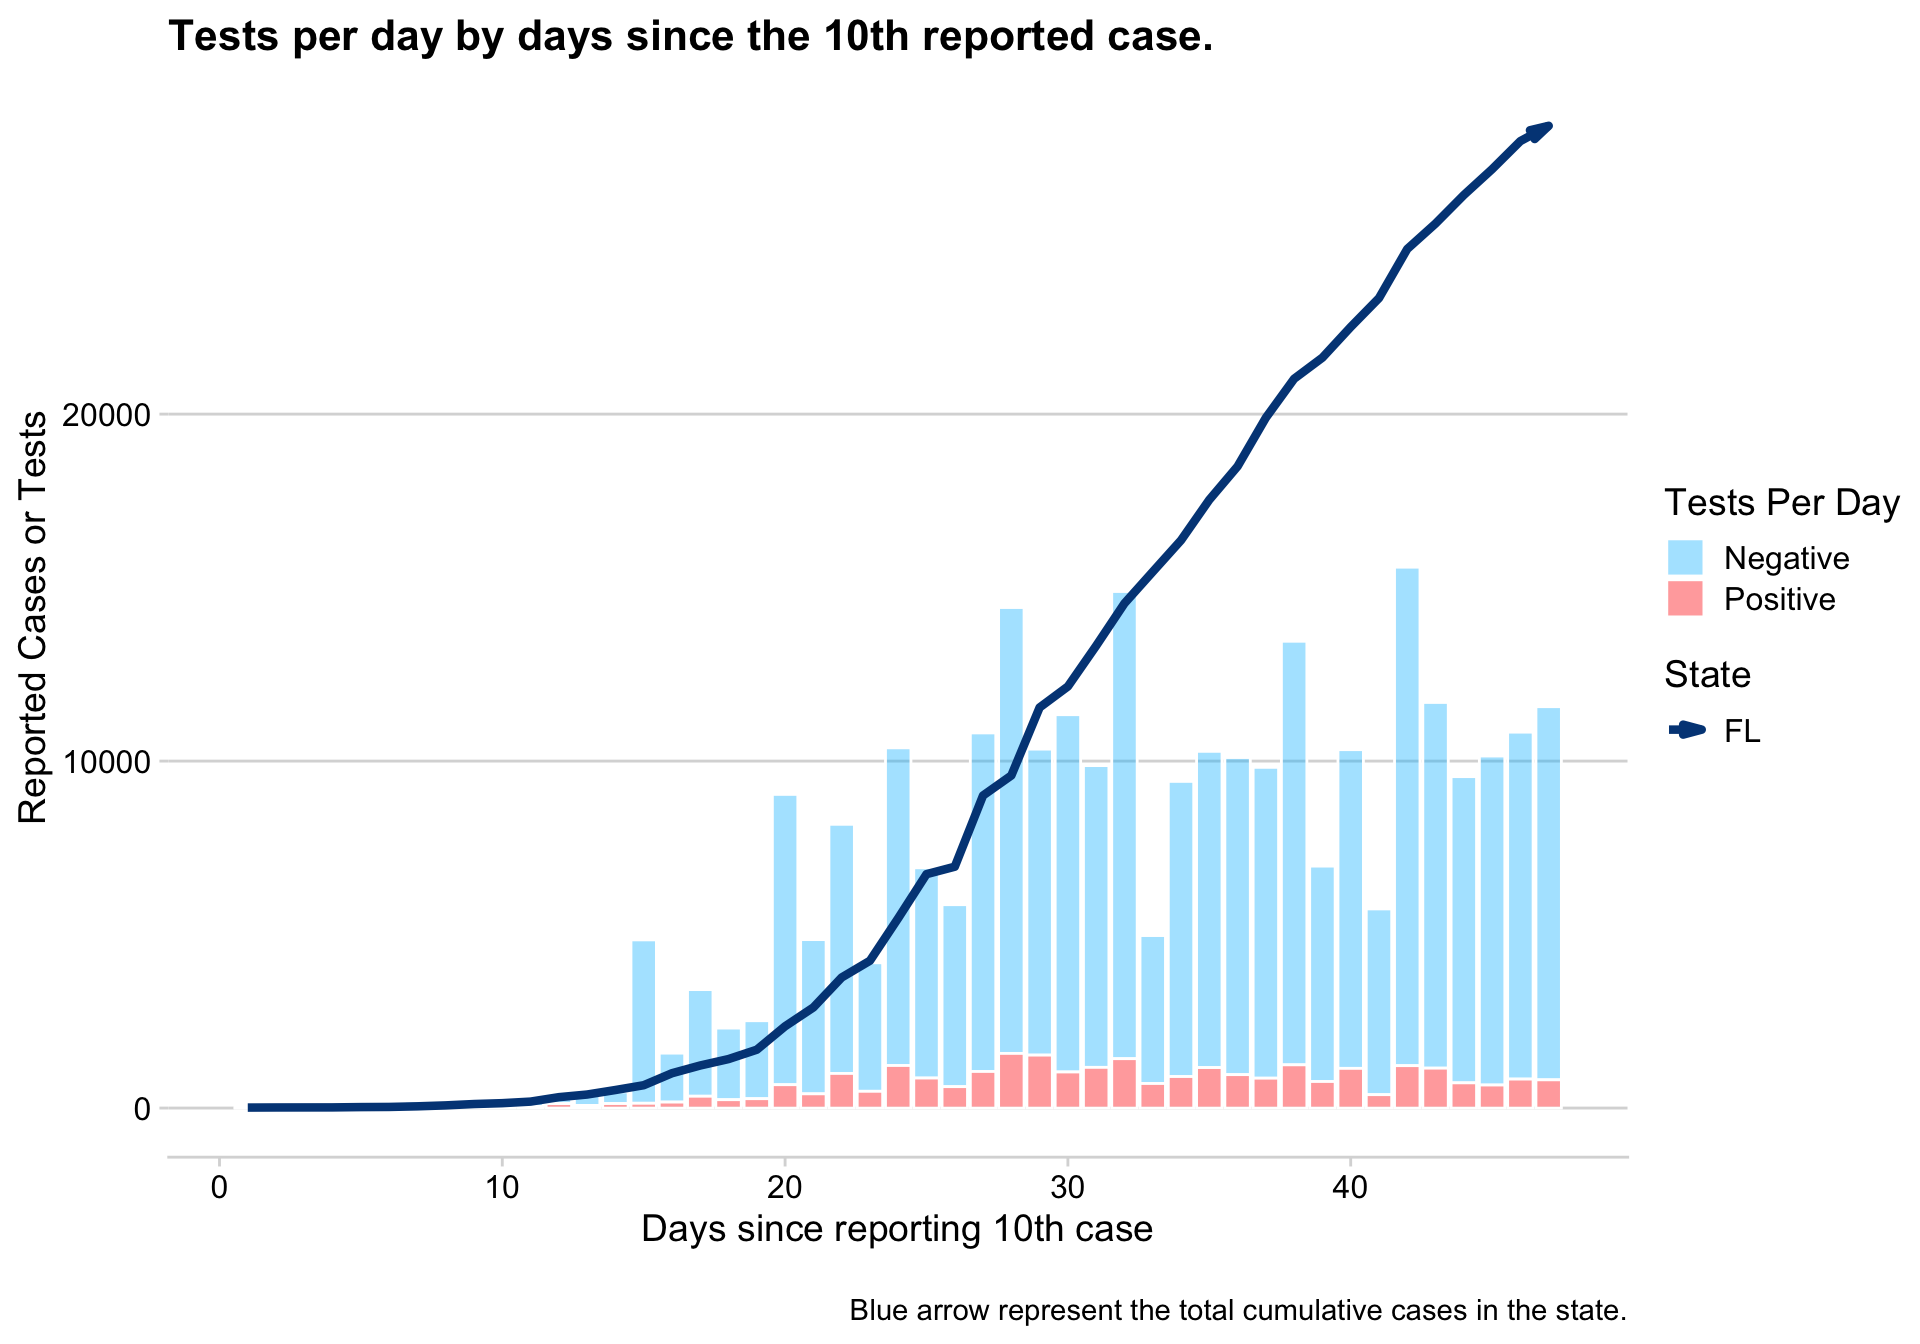 Tests per day by days since the 10th reported case.
Reported Cases or Tests
20000
10000
0
0 10 20 30 40
Days since reporting 10th case
Tests Per Day
Negative
Positive
State
FL
Blue arrow represent the total cumulative cases in the state.